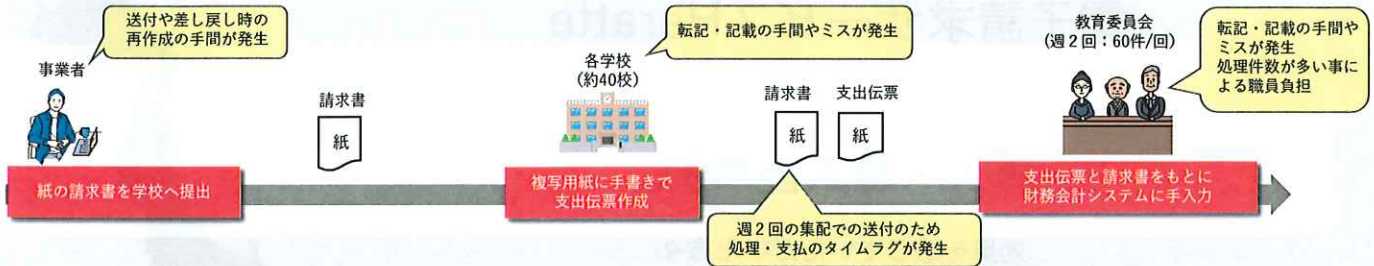 送付や差し戻し時の
再作成の手間が発生
事業者
請求書
紙
紙の請求書を学校へ提出
転記・記載の手間やミスが発生
各学校
(約40校)
複写用紙に手書きで
支出伝票作成
請求書
支出伝票
紙
紙
週2回の集配での送付のため
処理・支払のタイムラグが発生
教育委員会
(週2回:60件/回)
転記・記載の手間や
ミスが発生
処理件数が多い事に
よる職員負担
支出伝票と請求書をもとに
財務会計システムに手入力